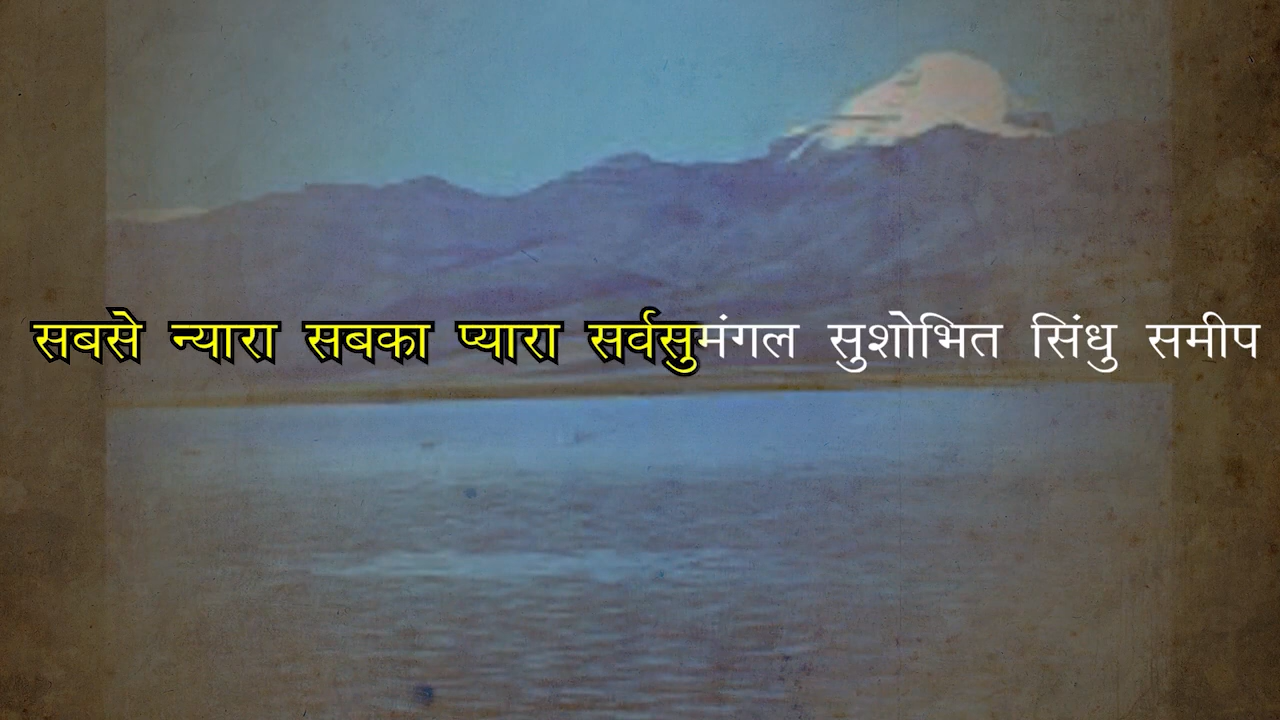 सबसे न्यारा सबका प्यारा सर्वसुमंगल सुशोभित सिंधु समीप